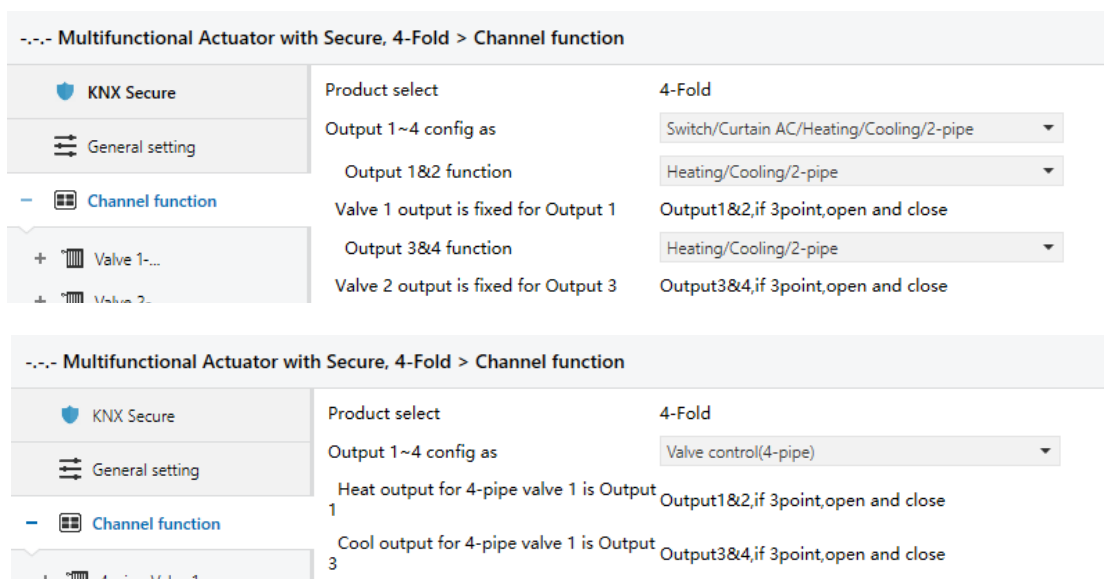 -.-.- Multifunctional Actuator with Secure, 4-Fold > Channel function
KNX Secure
Product select
4-Fold
Output 1~4 config as
Switch/Curtain AC/Heating/Cooling/2-pipe
General setting
Output 1&2 function
Heating/Cooling/2-pipe
Channel function
Valve 1 output is fixed for Output 1
Output1&2,if 3point,open and close
Output 3&4 function
Heating/Cooling/2-pipe
Valve 1-...
Valve 2 output is fixed for Output 3
Output3&4,if 3point,open and close
Valve 2-
-.-.- Multifunctional Actuator with Secure, 4-Fold > Channel function
KNX Secure
Product select
4-Fold
Output 1~4 config as
Valve control(4-pipe)
General setting
Heat output for 4-pipe valve 1 is Output
1
Output1&2,if 3point,open and close
Channel function
Cool output for 4-pipe valve 1 is Output
3
Output3&4,if 3point,open and close